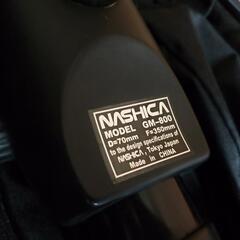 NASHICA
MODEL GM-800
D=70mm F=350mm
to the design specifications of
NASHICA, Tokyo Japan
Made in CHINA